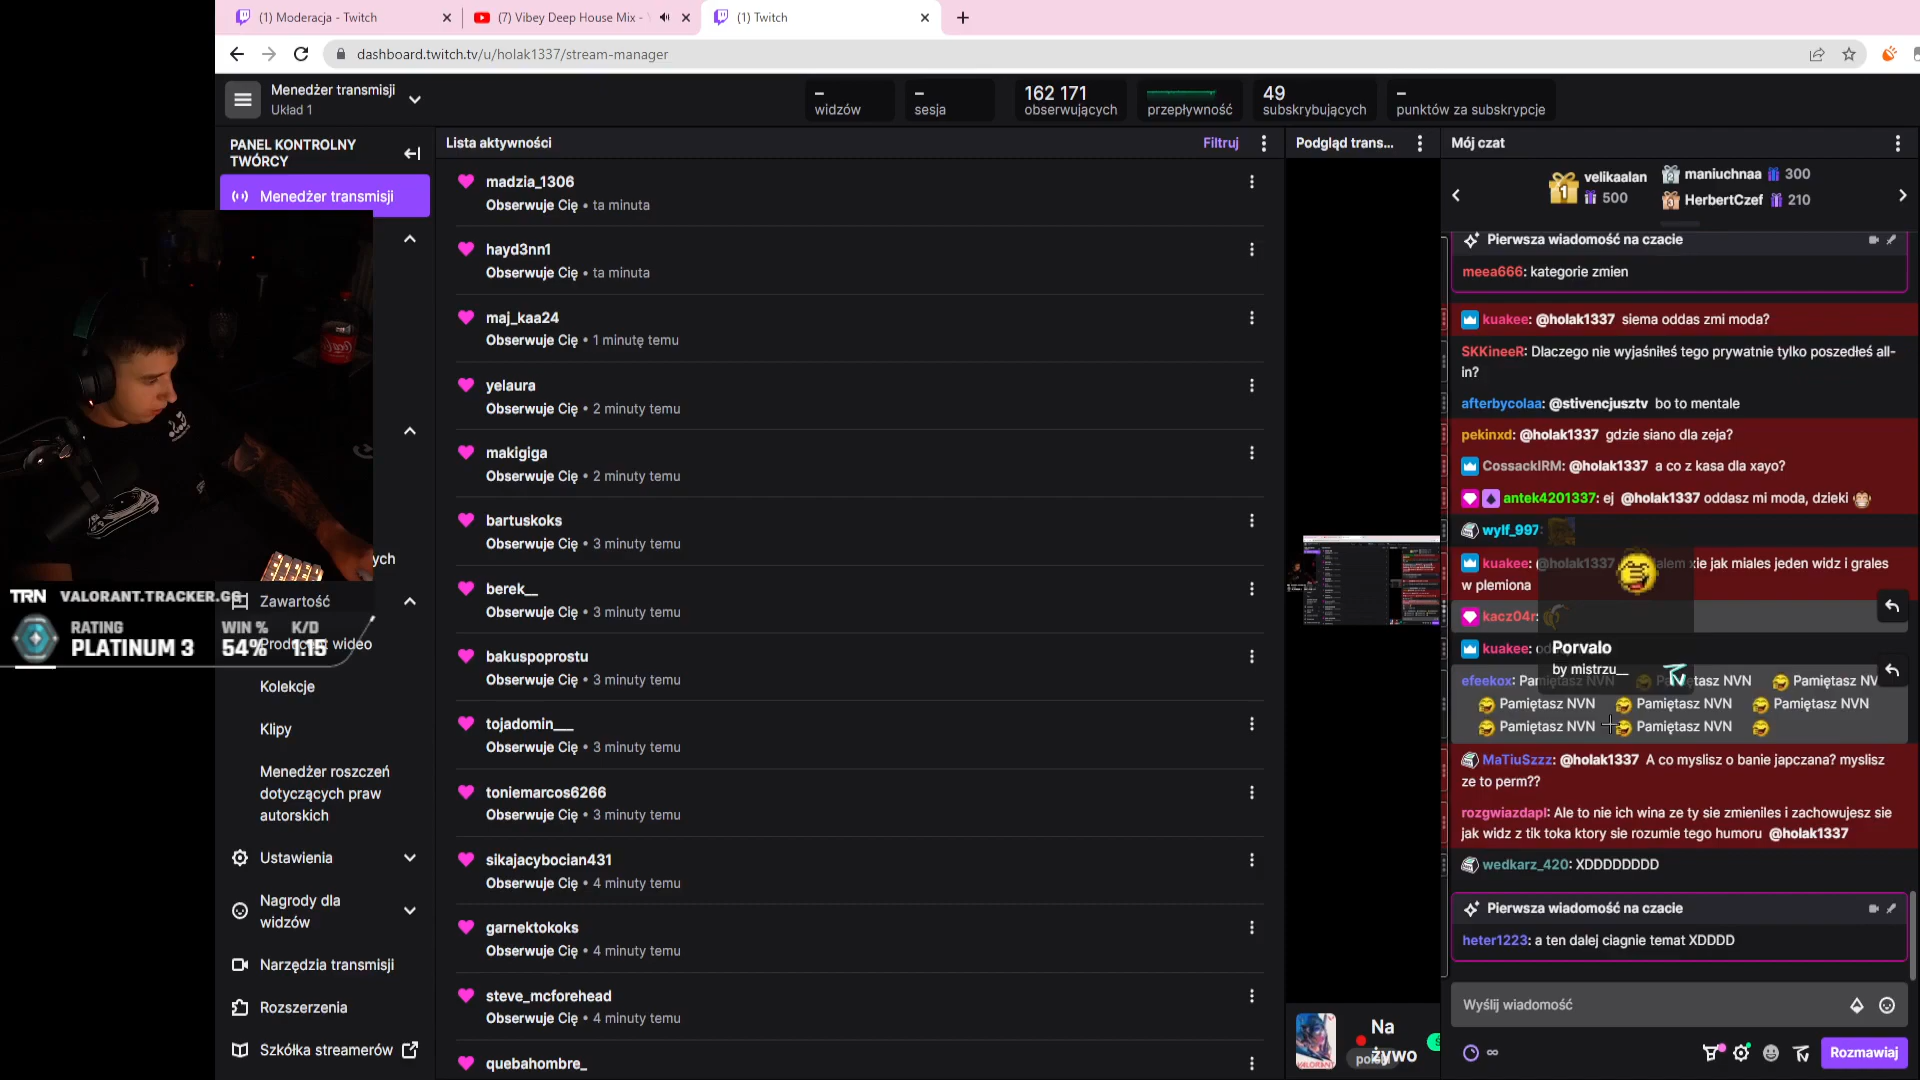 (1) Moderacja - Twitch
(7) Vibey Deep House Mix -
(1) Twitch
dashboard.twitch.tv/u/holak1337/stream-manager
Menedżer transmisji
Układ 1
–
widzów
–
sesja
162 171
obserwujących
przepływność
49
subskrybujących
–
punktów za subskrypcje
PANEL KONTROLNY
TWÓRCY
Menedżer transmisji
ych
Zawartość
Producent wideo
Kolekcje
Klipy
Menedżer roszczeń
dotyczących praw
autorskich
Ustawienia
Nagrody dla
widzów
Narzędzia transmisji
Rozszerzenia
Szkółka streamerów
TRN VALORANT.TRACKER.GG
RATING
PLATINUM 3
WIN %
54%
K/D
1.15
Lista aktywności
Filtruj
madzia_1306
Obserwuje Cię • ta minuta
hayd3nn1
Obserwuje Cię • ta minuta
maj_kaa24
Obserwuje Cię • 1 minutę temu
yelaura
Obserwuje Cię • 2 minuty temu
makigiga
Obserwuje Cię • 2 minuty temu
bartuskoks
Obserwuje Cię • 3 minuty temu
berek__
Obserwuje Cię • 3 minuty temu
bakuspoprostu
Obserwuje Cię • 3 minuty temu
tojadomin___
Obserwuje Cię • 3 minuty temu
toniemarcos6266
Obserwuje Cię • 3 minuty temu
sikajacybocian431
Obserwuje Cię • 4 minuty temu
garnektokoks
Obserwuje Cię • 4 minuty temu
steve_mcforehead
Obserwuje Cię • 4 minuty temu
quebahombre_
Podgląd trans...
Na
żywo
VALORANT
Mój czat
1 velikaalan
500
maniuchnaa 300
HerbertCzef 210
Pierwsza wiadomość na czacie
meea666: kategorie zmien
kuakee: @holak1337 siema oddas zmi moda?
SKKineeR: Dlaczego nie wyjaśniłeś tego prywatnie tylko poszedłeś all-
in?
afterbycolaa: @stivencjusztv bo to mentale
pekinxd: @holak1337 gdzie siano dla zeja?
CossackIRM: @holak1337 a co z kasa dla xayo?
antek4201337: ej @holak1337 oddasz mi moda, dzieki
wylf_997:
kuakee: @holak1337 jak miales jeden widz i grales
w plemiona
kacz04r:
kuakee:
Porvalo
by mistrzu__
efeekox: Pamiętasz NVN Pamiętasz NVN Pamiętasz NV
Pamiętasz NVN Pamiętasz NVN Pamiętasz NVN
Pamiętasz NVN Pamiętasz NVN
MaTiuSzzz: @holak1337 A co myslisz o banie japczana? myslisz
ze to perm??
rozgwiazdapl: Ale to nie ich wina ze ty sie zmieniles i zachowujesz sie
jak widz z tik toka ktory sie rozumie tego humoru @holak1337
wedkarz_420: XDDDDDDDD
Pierwsza wiadomość na czacie
heter1223: a ten dalej ciagnie temat XDDDD
Wyślij wiadomość
∞
Rozmawiaj